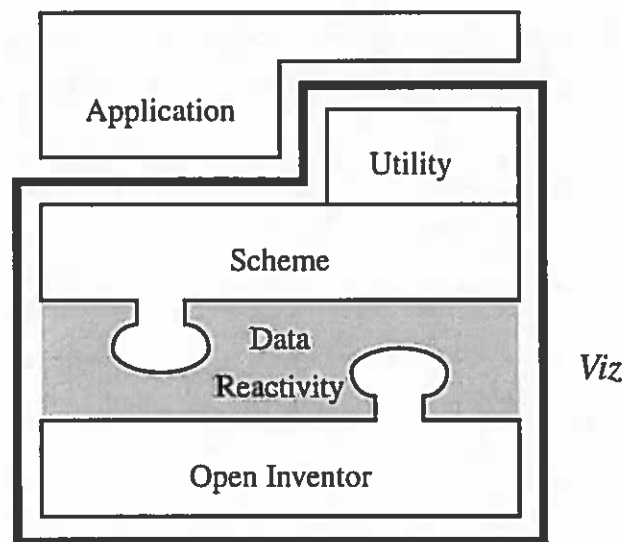 Application
Utility
Scheme
Data
Reactivity
Viz
Open Inventor